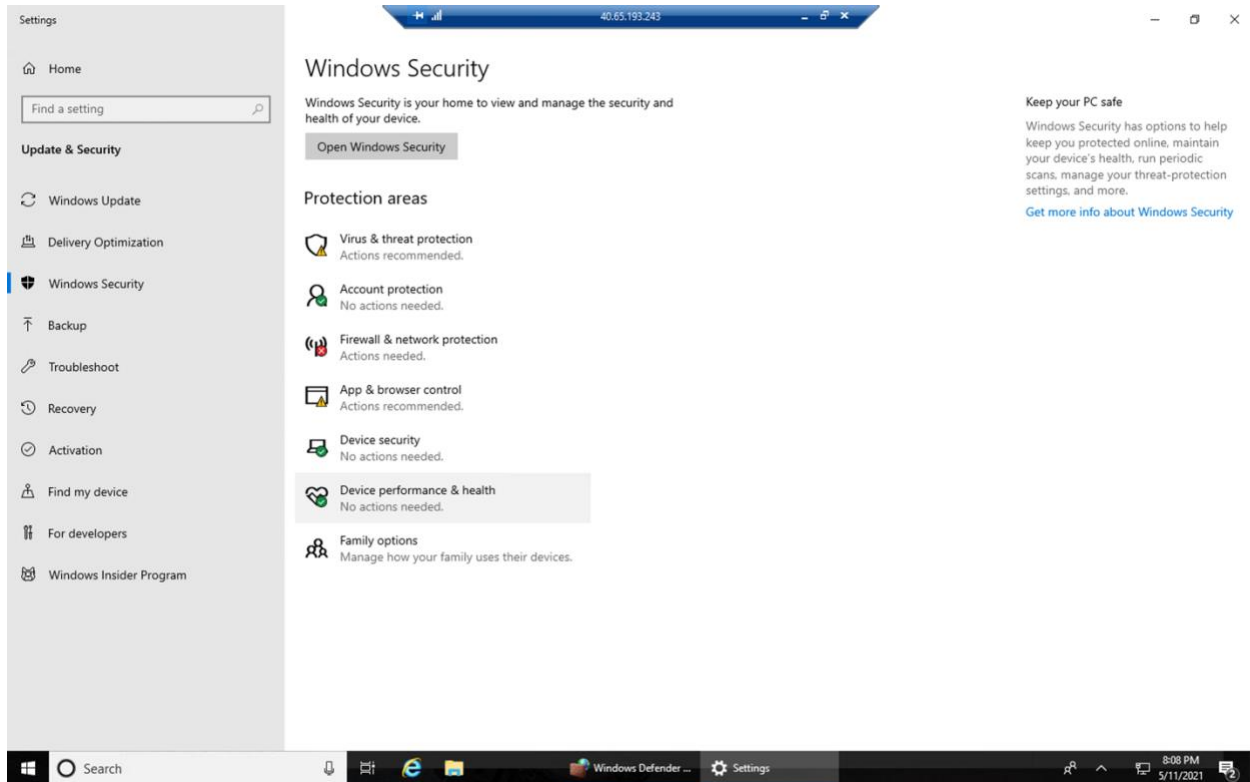 Settings
40.65.193.243
Home
Find a setting
Update & Security
Windows Update
Delivery Optimization
Windows Security
Backup
Troubleshoot
Recovery
Activation
Find my device
For developers
Windows Insider Program
Windows Security
Windows Security is your home to view and manage the security and
health of your device.
Open Windows Security
Protection areas
Virus & threat protection
Actions recommended.
Account protection
No actions needed.
Firewall & network protection
Actions needed.
App & browser control
Actions recommended.
Device security
No actions needed.
Device performance & health
No actions needed.
Family options
Manage how your family uses their devices.
Keep your PC safe
Windows Security has options to help
keep you protected online, maintain
your device's health, run periodic
scans, manage your threat-protection
settings, and more.
Get more info about Windows Security
Search
Windows Defender ...
Settings
8:08 PM
5/11/2021
2